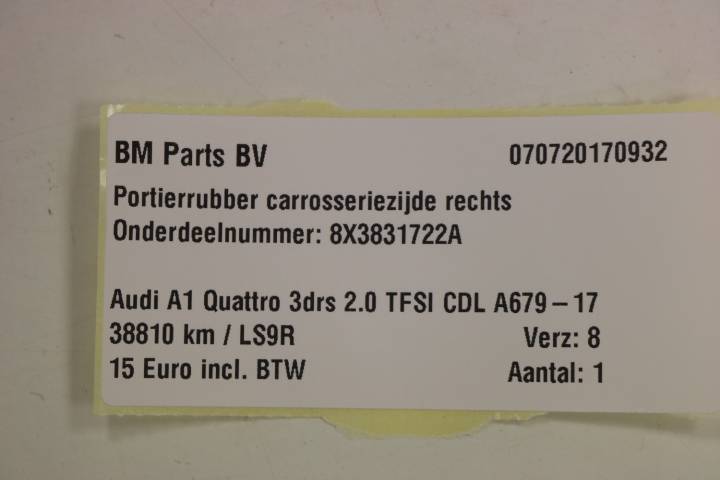 BM Parts BV 070720170932
Portierrubber carrosseriezijde rechts
Onderdeelnummer: 8X3831722A
Audi A1 Quattro 3drs 2.0 TFSI CDL A679 – 17
38810 km / LS9R Verz: 8
15 Euro incl. BTW Aantal: 1